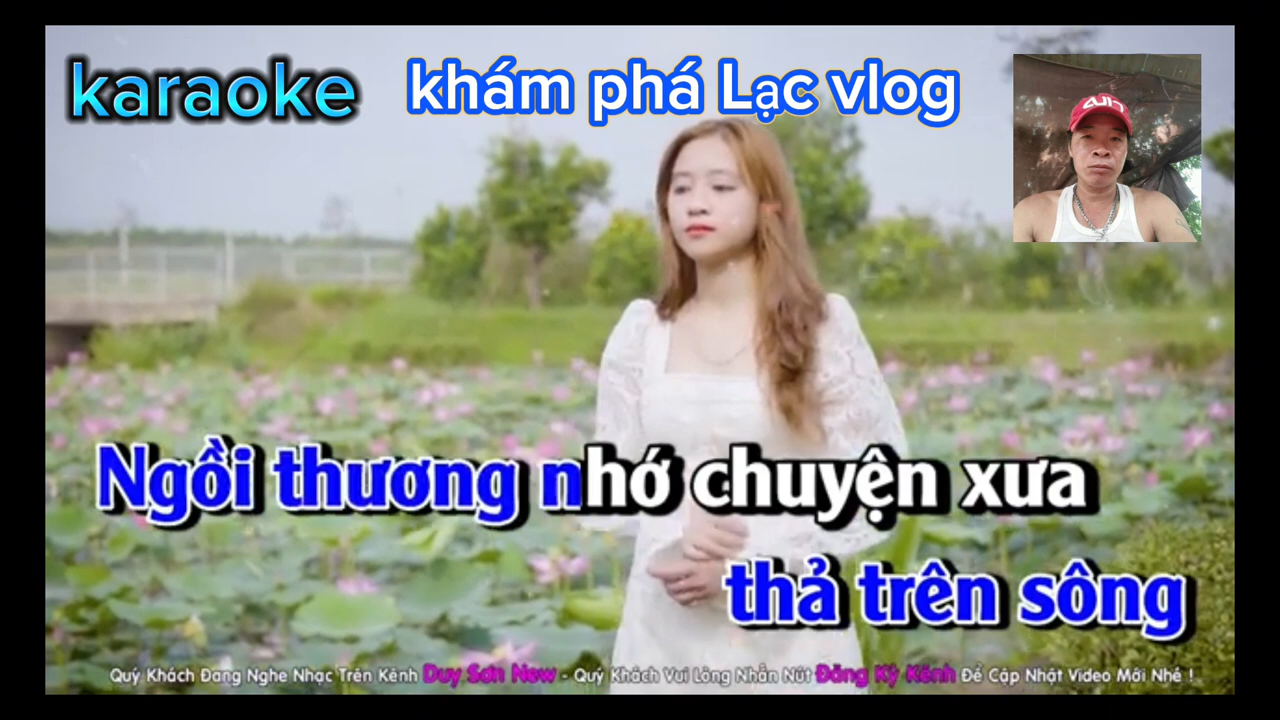 karaoke khám phá Lạc vlog
Ngồi thương nhớ chuyện xưa
thả trên sông
Quý Khách Đang Nghe Nhạc Trên Kênh Duy Sơn New - Quý Khách Vui Lòng Nhấn Nút Đăng Ký Kênh Để Cập Nhật Video Mới Nhé !